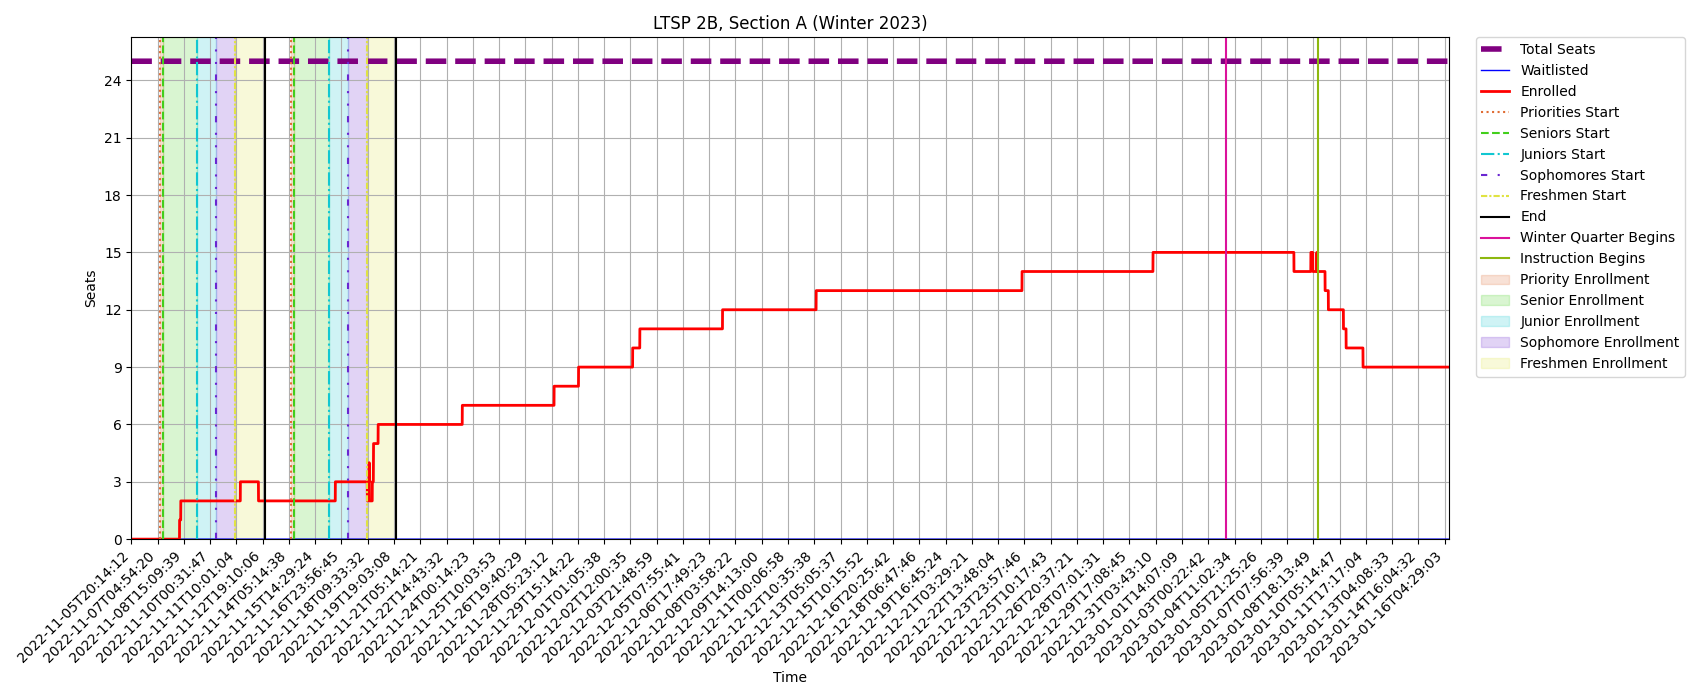 LTSP 2B, Section A (Winter 2023)
Seats
24
21
18
15
12
9
6
3
0
2022-11-05T20:14:12
2022-11-07T04:54:20
2022-11-08T15:09:39
2022-11-10T00:31:47
2022-11-11T10:01:04
2022-11-12T19:10:06
2022-11-14T05:14:38
2022-11-15T14:29:24
2022-11-16T23:56:45
2022-11-18T09:33:32
2022-11-19T19:03:08
2022-11-21T05:14:21
2022-11-22T14:43:32
2022-11-24T00:14:23
2022-11-25T10:03:53
2022-11-26T19:40:29
2022-11-28T05:23:12
2022-11-29T15:14:22
2022-12-01T01:05:38
2022-12-02T12:00:35
2022-12-03T21:48:59
2022-12-05T07:55:41
2022-12-06T17:49:23
2022-12-08T03:58:22
2022-12-09T14:13:00
2022-12-11T00:06:58
2022-12-12T10:35:38
2022-12-13T05:05:37
2022-12-15T10:15:52
2022-12-16T20:25:42
2022-12-18T06:47:46
2022-12-19T16:45:24
2022-12-21T03:29:21
2022-12-22T13:48:04
2022-12-23T23:57:46
2022-12-25T10:17:43
2022-12-26T20:37:21
2022-12-28T07:01:31
2022-12-29T17:08:45
2022-12-31T03:43:10
2023-01-01T14:07:09
2023-01-03T00:22:42
2023-01-04T11:02:34
2023-01-05T21:25:26
2023-01-07T07:56:39
2023-01-08T18:13:49
2023-01-10T05:14:47
2023-01-11T17:17:04
2023-01-13T04:08:33
2023-01-14T16:04:32
2023-01-16T04:29:03
Time
Total Seats
Waitlisted
Enrolled
Priorities Start
Seniors Start
Juniors Start
Sophomores Start
Freshmen Start
End
Winter Quarter Begins
Instruction Begins
Priority Enrollment
Senior Enrollment
Junior Enrollment
Sophomore Enrollment
Freshmen Enrollment